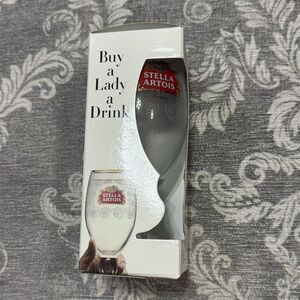 Buy
a
Lady
a
Drink
STELLA
ARTOIS
STELLA
ARTOIS